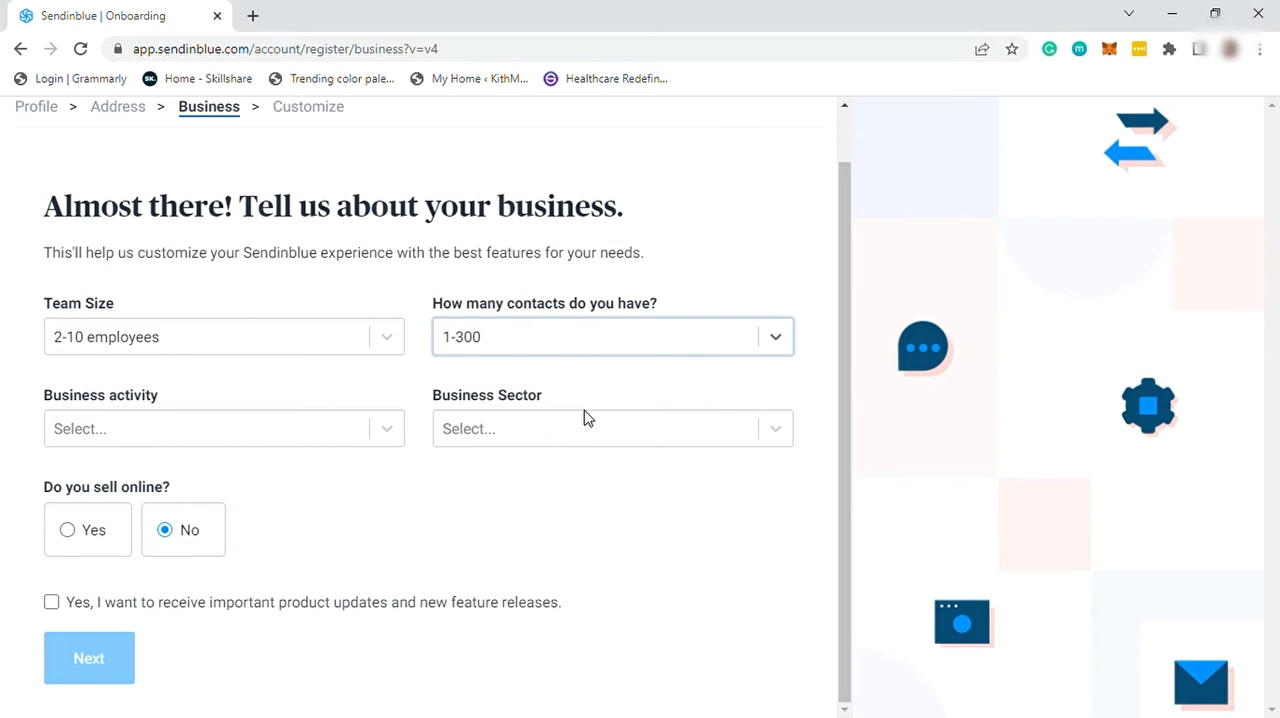 Sendinblue | Onboarding
app.sendinblue.com/account/register/business?v=v4
Login | Grammarly
SK.
Home - Skillshare
Trending color pale...
My Home ‹ KithM...
Healthcare Redefin...
Profile > Address > Business > Customize
Almost there! Tell us about your business.
This'll help us customize your Sendinblue experience with the best features for your needs.
Team Size
How many contacts do you have?
2-10 employees
1-300
Business activity
Business Sector
Select...
Select...
Do you sell online?
Yes
No
Yes, I want to receive important product updates and new feature releases.
Next